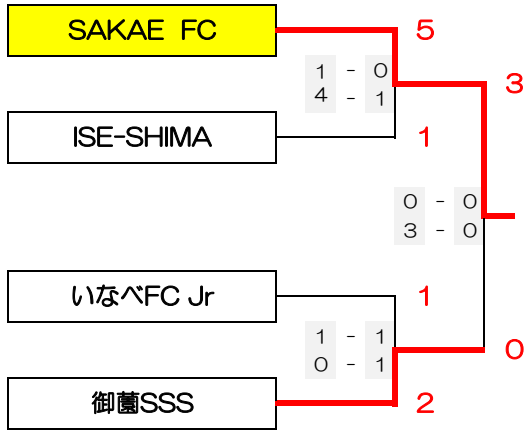 SAKAE FC
5
1 - 0
4 - 1
3
ISE-SHIMA
1
0 - 0
3 - 0
いなべFC Jr
1
1 - 1
0 - 1
0
御薗SSS
2